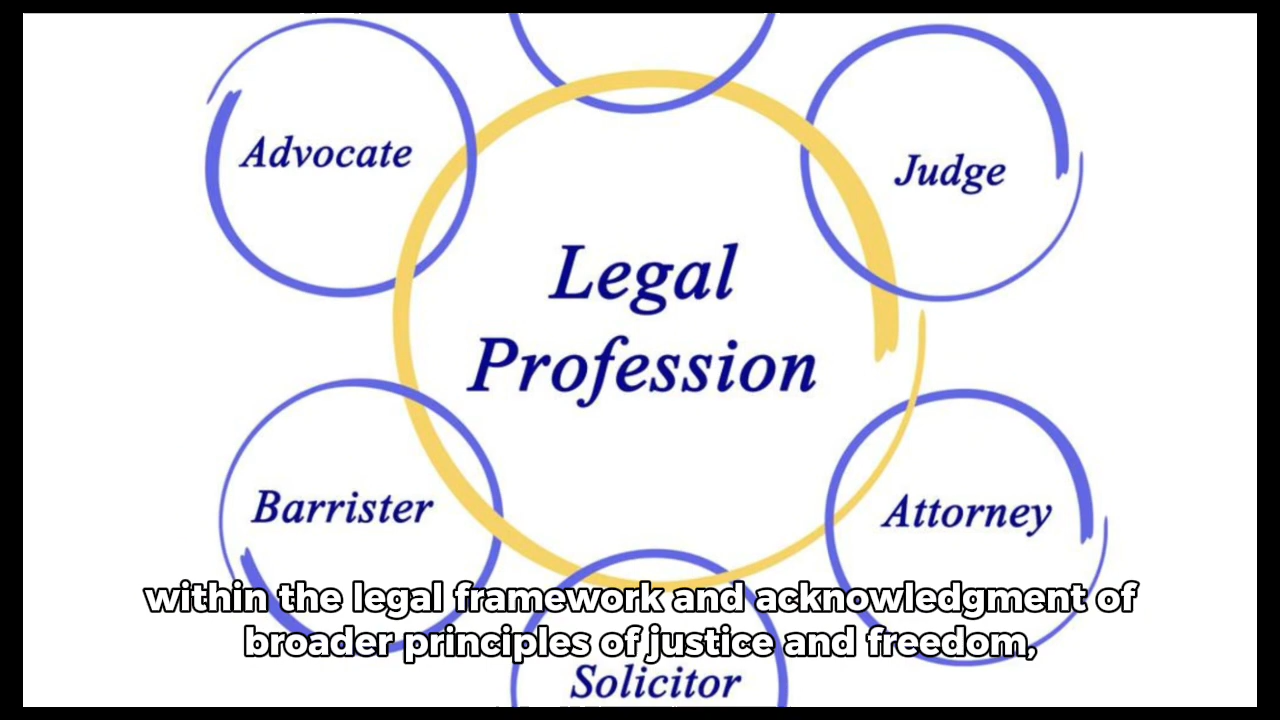 Advocate
Judge
Legal
Profession
Barrister
Attorney
within the legal framework and acknowledgment of
broader principles of justice and freedom,
Solicitor